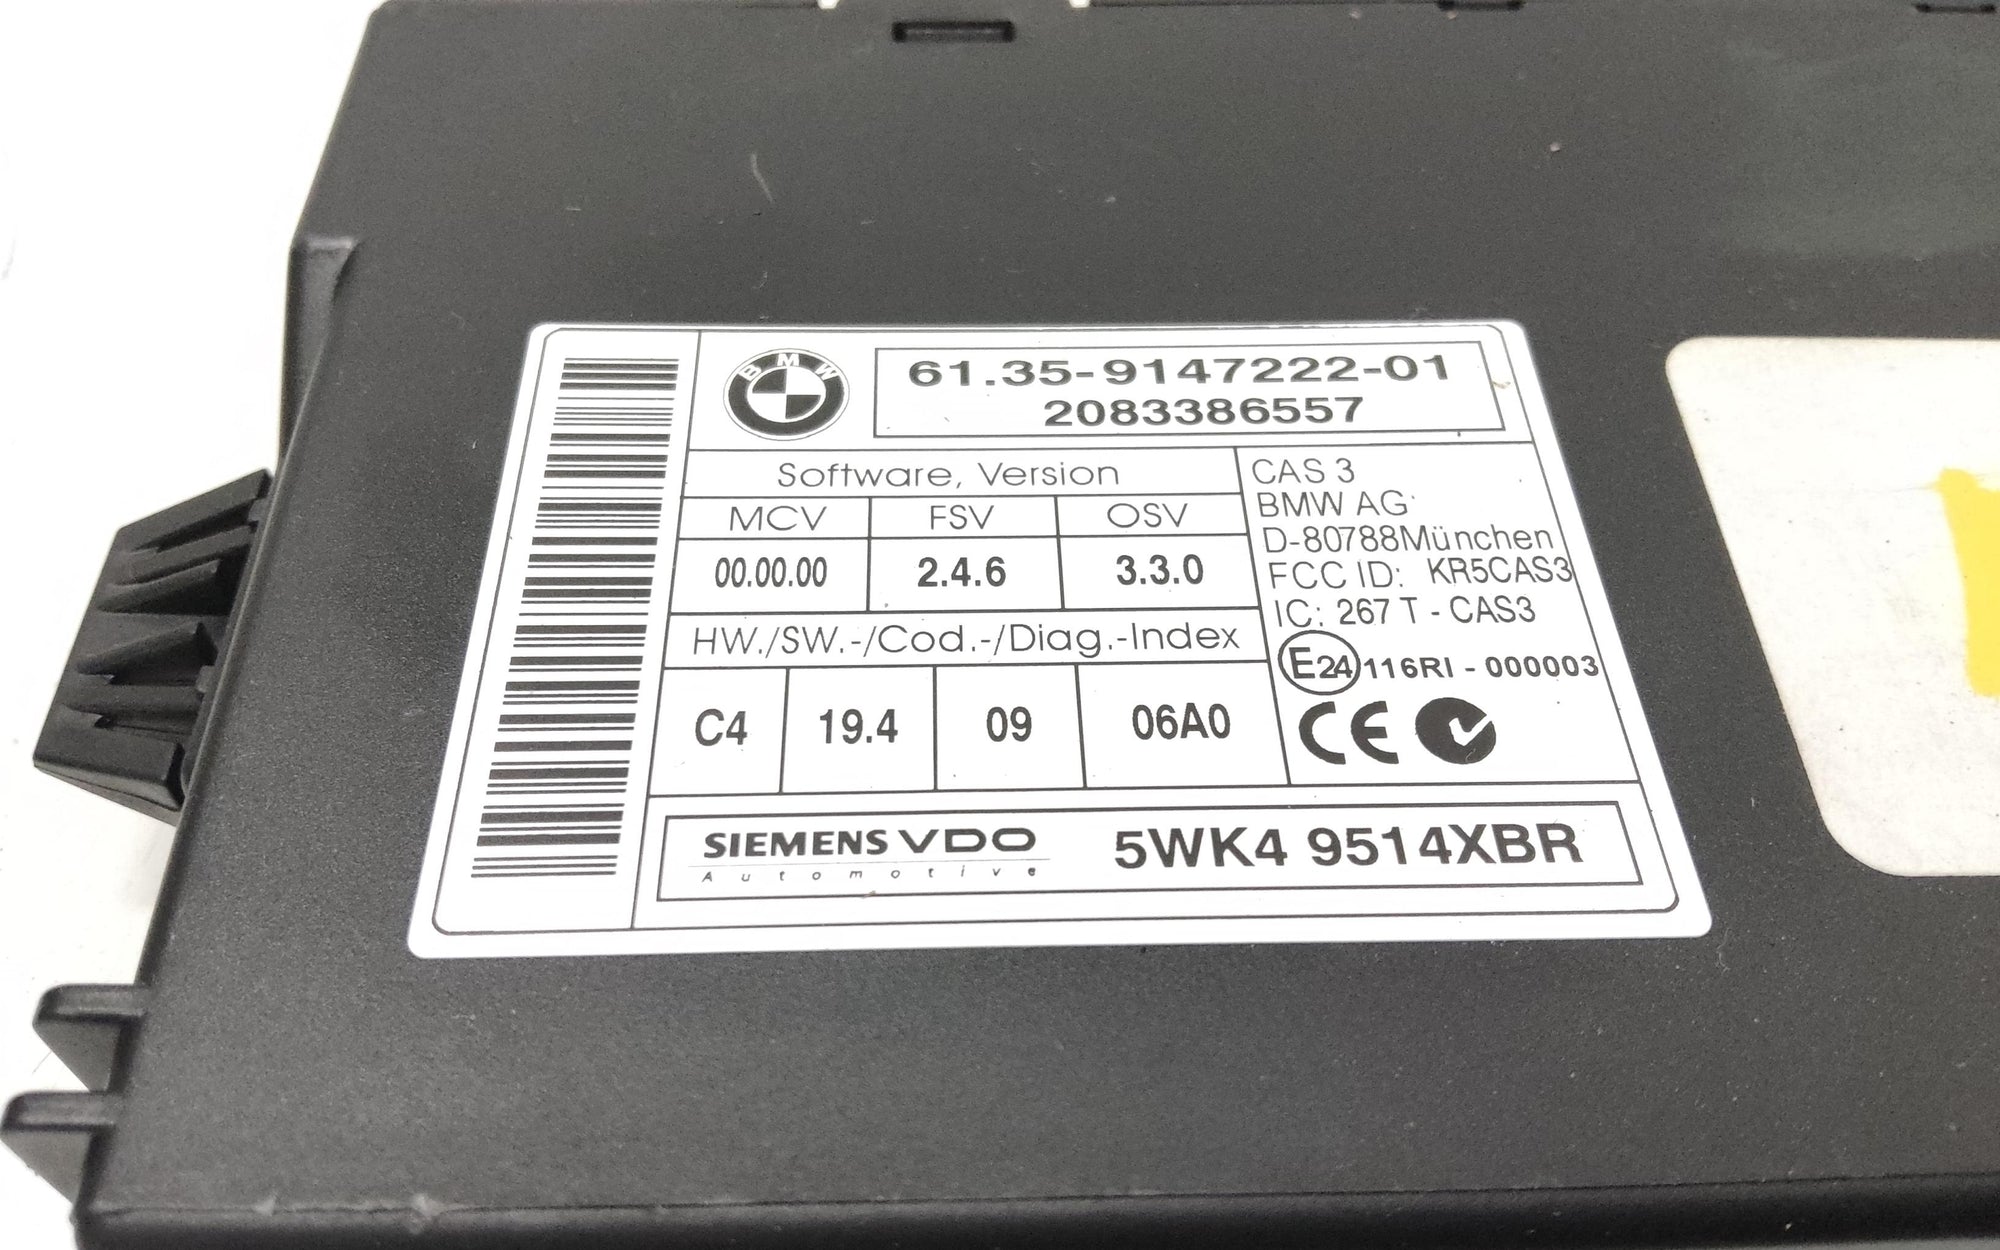 BMW
61.35-9147222-01
2083386557
Software, Version
MCV FSV OSV
00.00.00 2.4.6 3.3.0
HW./SW.-/Cod.-/Diag.-Index
C4 19.4 09 06A0
CAS 3
BMW AG
D-80788München
FCC ID: KR5CAS3
IC: 267 T - CAS3
E24 116RI - 000003
CE
SIEMENS VDO
Automotive
5WK4 9514XBR